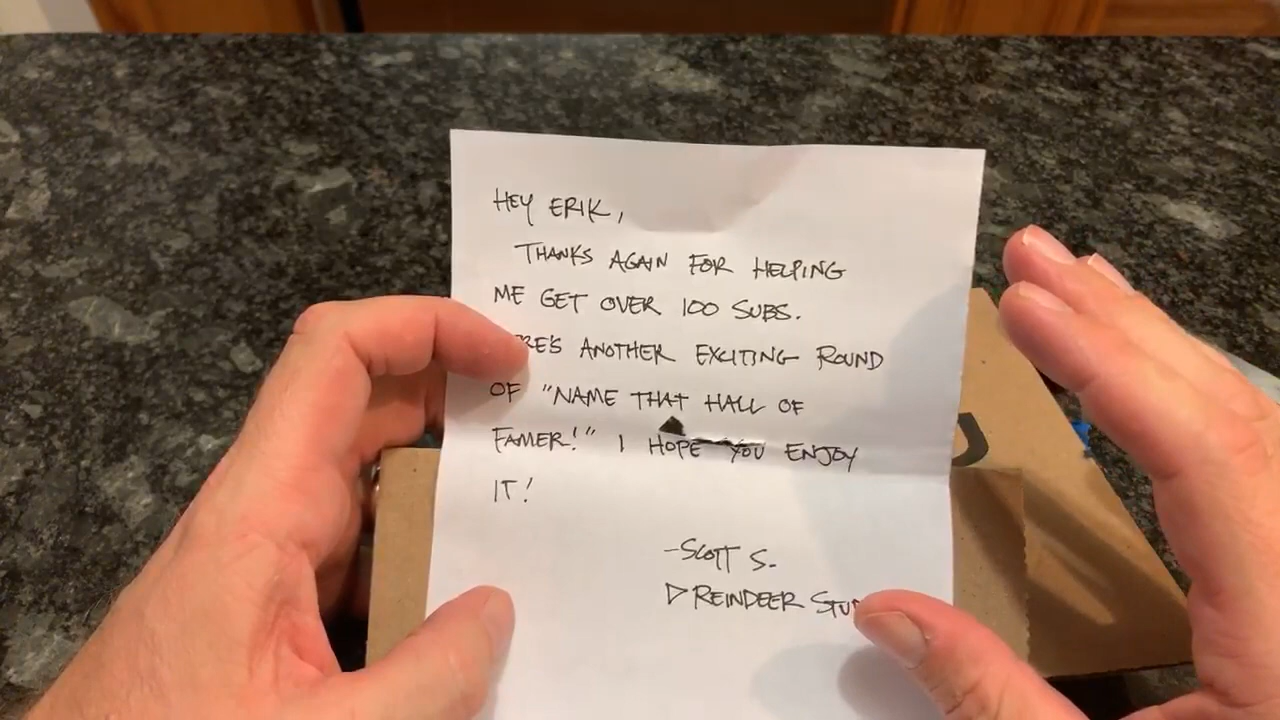 HEY ERIK,
THANKS AGAIN FOR HELPING
ME GET OVER 100 SUBS.
ANOTHER EXCITING ROUND
OF "NAME THAT HALL OF
FAMER!" I HOPE YOU ENJOY
IT!
-SCOTT S.
REINDEER